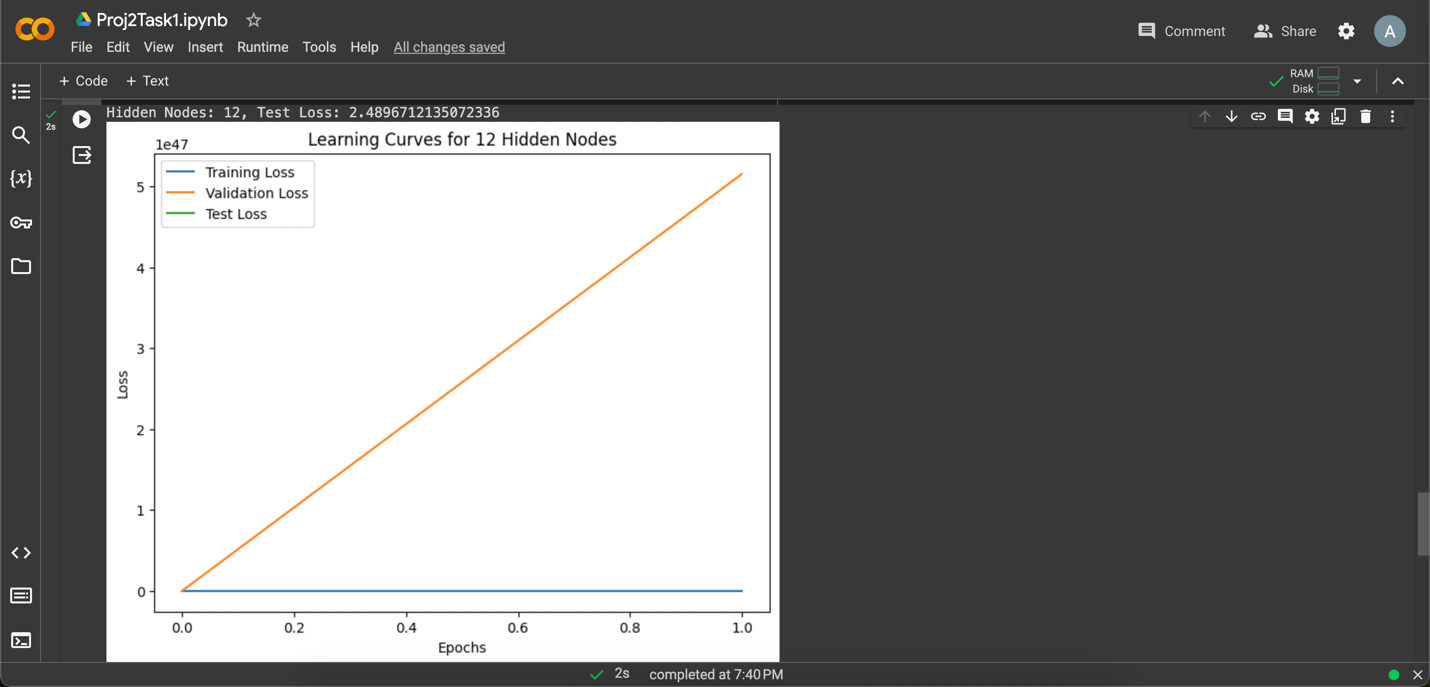 Proj2Task1.ipynb
File Edit View Insert Runtime Tools Help All changes saved
Comment
Share
A
+ Code + Text
RAM
Disk
2s
Hidden Nodes: 12, Test Loss: 2.4896712135072336
Learning Curves for 12 Hidden Nodes
1e47
Training Loss
Validation Loss
Test Loss
5
4
3
2
1
0
Loss
0.0 0.2 0.4 0.6 0.8 1.0
Epochs
{x}
2s completed at 7:40 PM